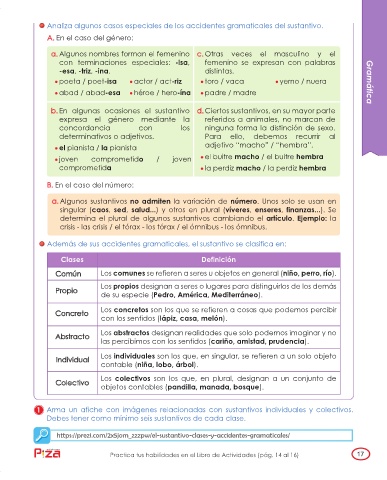 Analiza algunos casos especiales de los accidentes gramaticales del sustantivo.
A. En el caso del género:
a. Algunos nombres forman el femenino
con terminaciones especiales: -isa,
-esa, -triz, -ina.
• poeta / poet-isa • actor / act-riz
• abad / abad-esa • héroe / hero-ína
c. Otras veces el masculino y el
femenino se expresan con palabras
distintas.
• toro / vaca • yerno / nuera
• padre / madre
b. En algunas ocasiones el sustantivo
expresa el género mediante la
concordancia con los
determinativos o adjetivos.
• el pianista / la pianista
• joven comprometido / joven
comprometida
d. Ciertos sustantivos, en su mayor parte
referidos a animales, no marcan de
ninguna forma la distinción de sexo.
Para ello, debemos recurrir al
adjetivo “macho” / “hembra”.
• el buitre macho / el buitre hembra
• la perdiz macho / la perdiz hembra
B. En el caso del número:
a. Algunos sustantivos no admiten la variación de número. Unos solo se usan en
singular (caos, sed, salud...) y otros en plural (víveres, enseres, finanzas...). Se
determina el plural de algunos sustantivos cambiando el artículo. Ejemplo: la
crisis - las crisis / el tórax - los tórax / el ómnibus - los ómnibus.
Además de sus accidentes gramaticales, el sustantivo se clasifica en:
Clases Definición
Común Los comunes se refieren a seres u objetos en general (niño, perro, río).
Propio Los propios designan a seres o lugares para distinguirlos de los demás
de su especie (Pedro, América, Mediterráneo).
Concreto Los concretos son los que se refieren a cosas que podemos percibir
con los sentidos (lápiz, casa, melón).
Abstracto Los abstractos designan realidades que solo podemos imaginar y no
las percibimos con los sentidos (cariño, amistad, prudencia).
Individual Los individuales son los que, en singular, se refieren a un solo objeto
contable (niña, lobo, árbol).
Colectivo Los colectivos son los que, en plural, designan a un conjunto de
objetos contables (pandilla, manada, bosque).
1 Arma un afiche con imágenes relacionadas con sustantivos individuales y colectivos.
Debes tener como mínimo seis sustantivos de cada clase.
https://prezi.com/2x5jom_zzzpw/el-sustantivo-clases-y-accidentes-gramaticales/
Practica tus habilidades en el Libro de Actividades (pág. 14 al 16)
17
Gramática